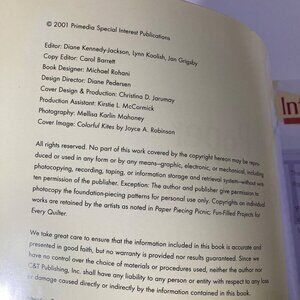 © 2001 Primedia Special Interest Publications
Editor: Diane Kennedy-Jackson, Lynn Koolish, Jan Grigsby
Copy Editor: Carol Barrett
Book Designer: Michael Rohani
Design Director: Diane Pedersen
Cover Design & Production: Christina D. Jarumay
Production Assistant: Kirstie L. McCormick
Photography: Mellisa Karlin Mahoney
Cover Image: Colorful Kites by Joyce A. Robinson
All rights reserved. No part of this work covered by the copyright hereon may be repro-
duced or used in any form or by any means—graphic, electronic, or mechanical, including
photocopying, recording, taping, or information storage and retrieval system—without writ-
ten permission of the publisher. Exception: The author and publisher give permission to
photocopy the foundation-piecing patterns for personal use only. Copyrights on individual
works are retained by the artists as noted in Paper Piecing Picnic: Fun-Filled Projects for
Every Quilter.
We take great care to ensure that the information included in this book is accurate and
presented in good faith, but no warranty is provided nor results guaranteed. Since we
have no control over the choice of materials or procedures used, neither the author nor
C&T Publishing, Inc. shall have any liability to any person or entity with respect to any loss
or damage caused directly or indirectly by the information contained in this book.
In